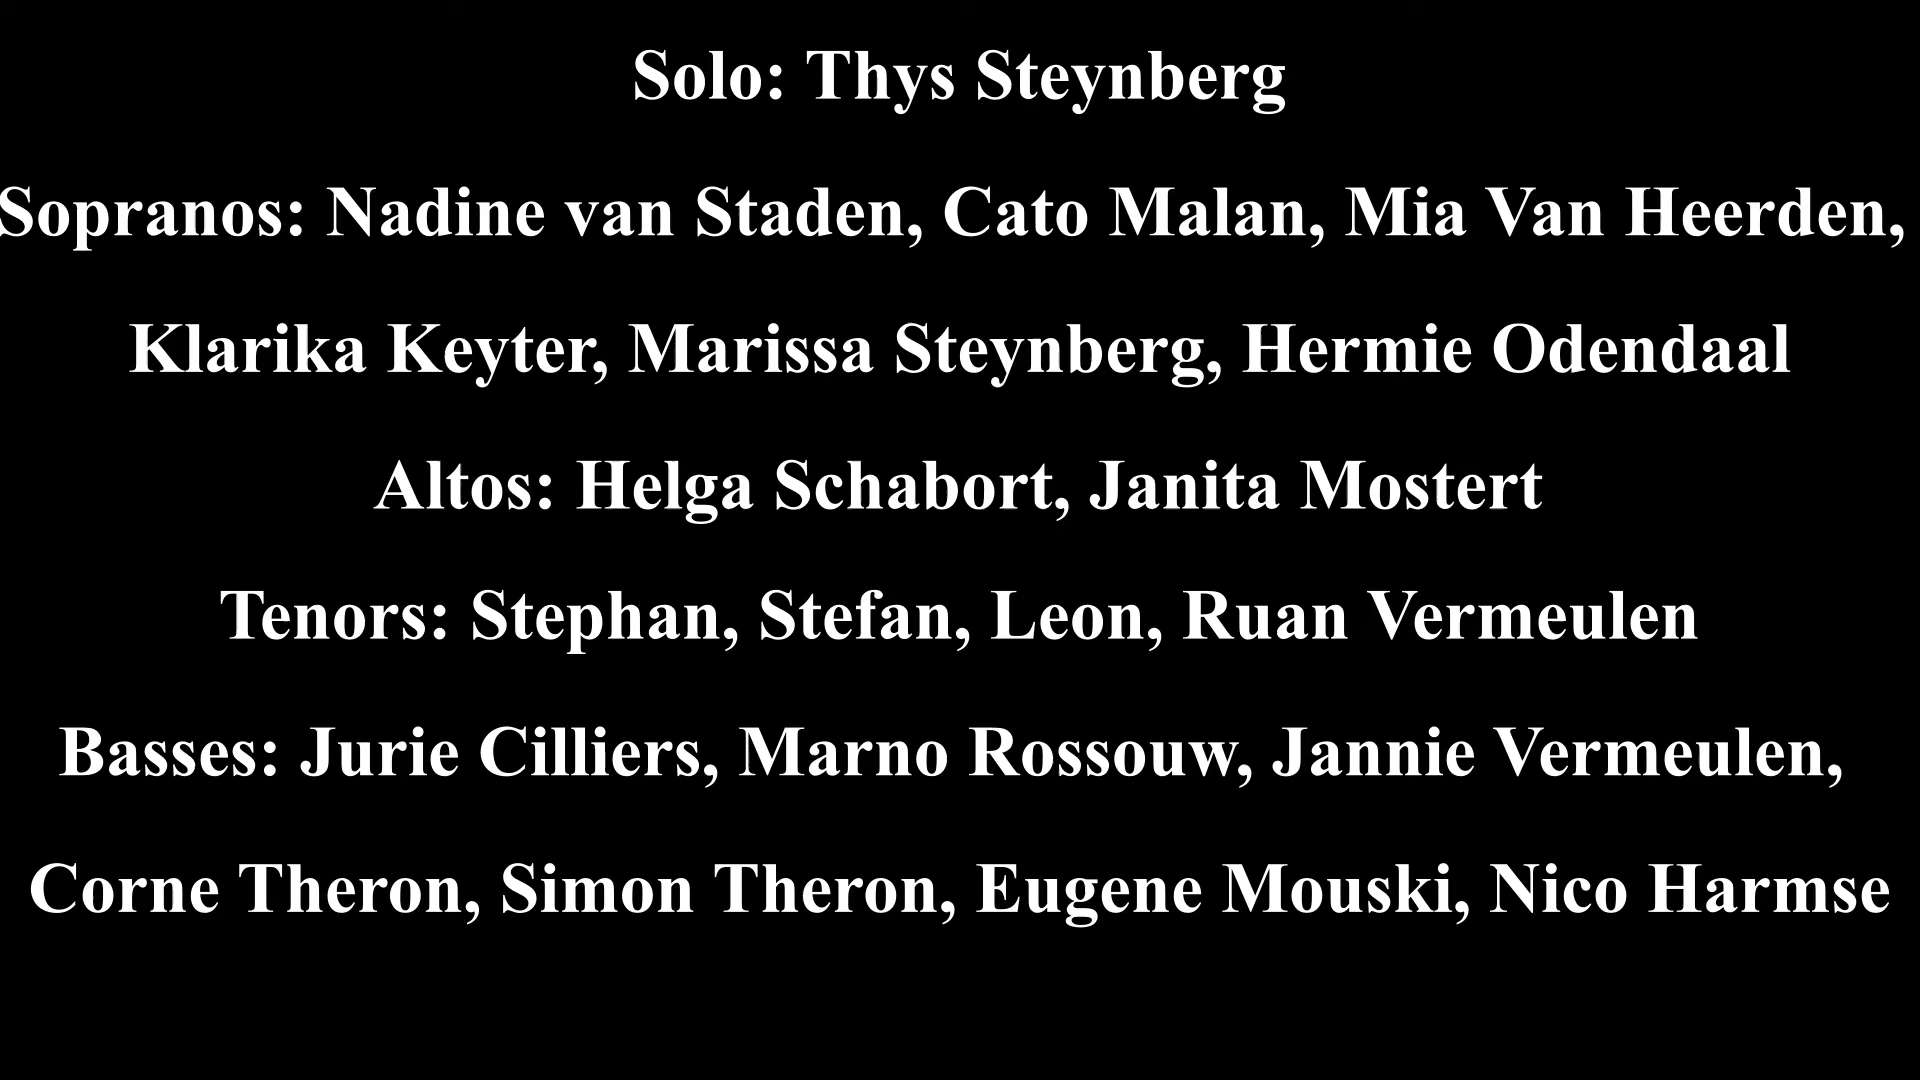 Solo: Thys Steynberg
Sopranos: Nadine van Staden, Cato Malan, Mia Van Heerden,
Klarika Keyter, Marissa Steynberg, Hermie Odendaal
Altos: Helga Schabort, Janita Mostert
Tenors: Stephan, Stefan, Leon, Ruan Vermeulen
Basses: Jurie Cilliers, Marno Rossouw, Jannie Vermeulen,
Corne Theron, Simon Theron, Eugene Mouski, Nico Harmse